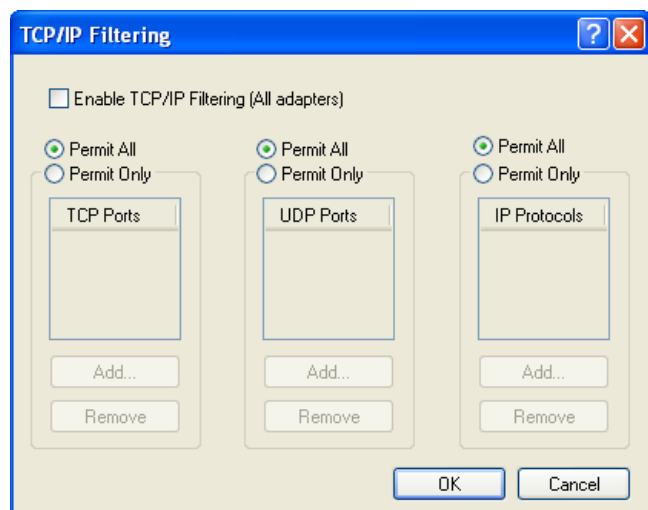 TCP/IP Filtering
Enable TCP/IP Filtering (All adapters)
Permit All Permit All Permit All
Permit Only Permit Only Permit Only
TCP Ports UDP Ports IP Protocols
Add... Add... Add...
Remove Remove Remove
OK Cancel